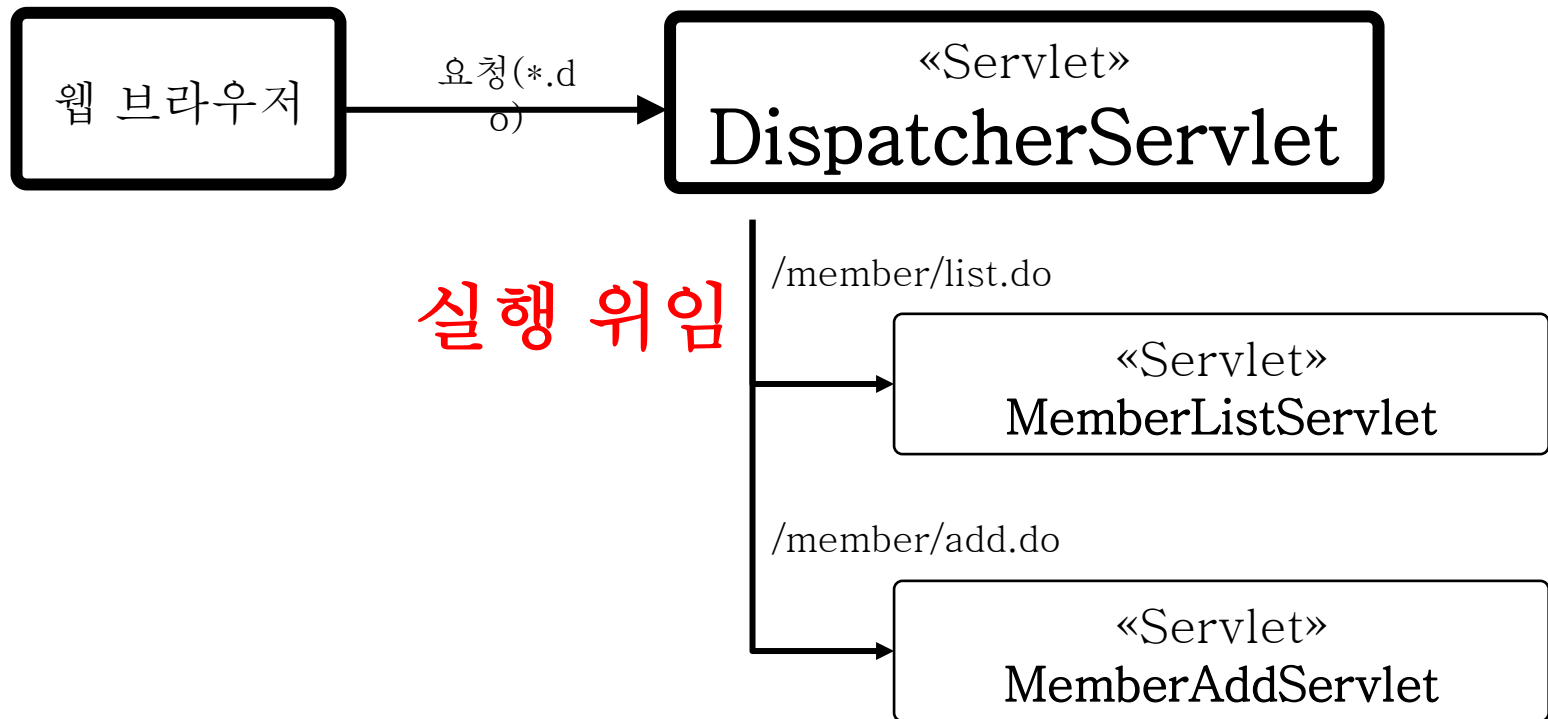 웹 브라우저
요청(*.d
o)
«Servlet»
DispatcherServlet
실행 위임
/member/list.do
«Servlet»
MemberListServlet
/member/add.do
«Servlet»
MemberAddServlet